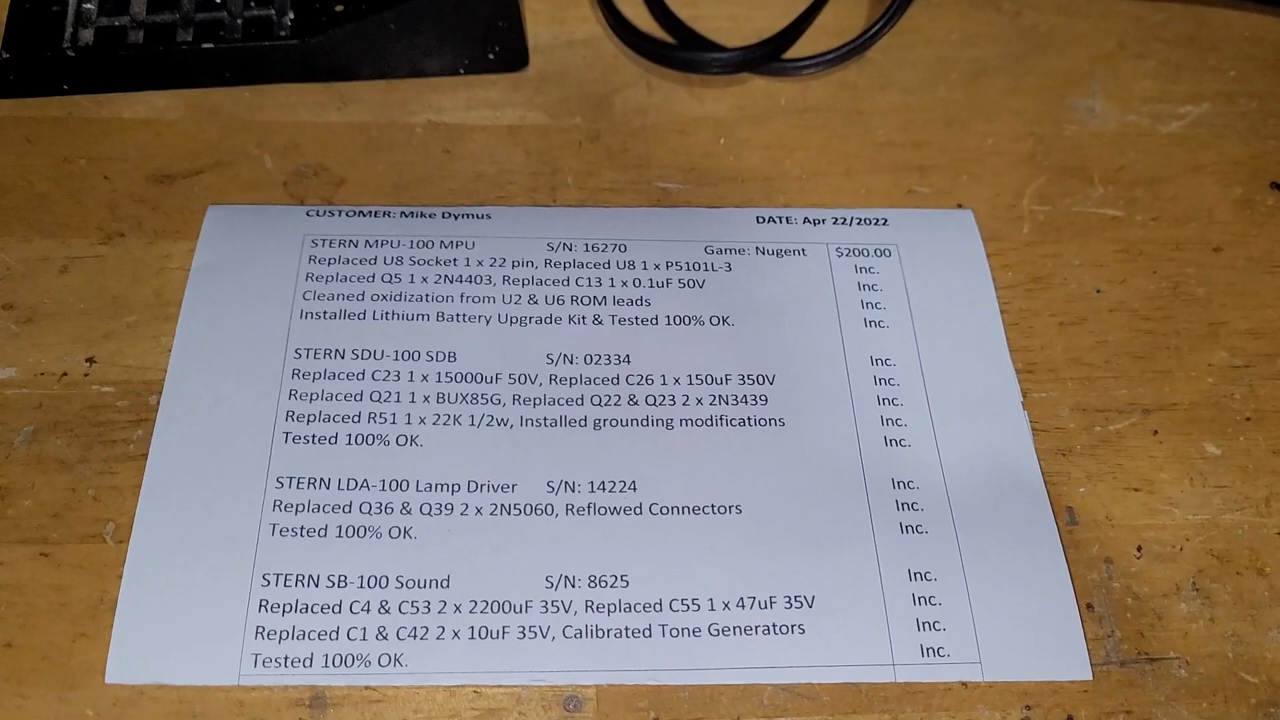 CUSTOMER: Mike Dymus DATE: Apr 22/2022
STERN MPU-100 MPU S/N: 16270 Game: Nugent $200.00
Replaced U8 Socket 1 x 22 pin, Replaced U8 1 x P5101L-3 Inc.
Replaced Q5 1 x 2N4403, Replaced C13 1 x 0.1uF 50V Inc.
Cleaned oxidization from U2 & U6 ROM leads Inc.
Installed Lithium Battery Upgrade Kit & Tested 100% OK. Inc.
STERN SDU-100 SDB S/N: 02334 Inc.
Replaced C23 1 x 15000uF 50V, Replaced C26 1 x 150uF 350V Inc.
Replaced Q21 1 x BUX85G, Replaced Q22 & Q23 2 x 2N3439 Inc.
Replaced R51 1 x 22K 1/2w, Installed grounding modifications Inc.
Tested 100% OK. Inc.
STERN LDA-100 Lamp Driver S/N: 14224 Inc.
Replaced Q36 & Q39 2 x 2N5060, Reflowed Connectors Inc.
Tested 100% OK. Inc.
STERN SB-100 Sound S/N: 8625 Inc.
Replaced C4 & C53 2 x 2200uF 35V, Replaced C55 1 x 47uF 35V Inc.
Replaced C1 & C42 2 x 10uF 35V, Calibrated Tone Generators Inc.
Tested 100% OK. Inc.